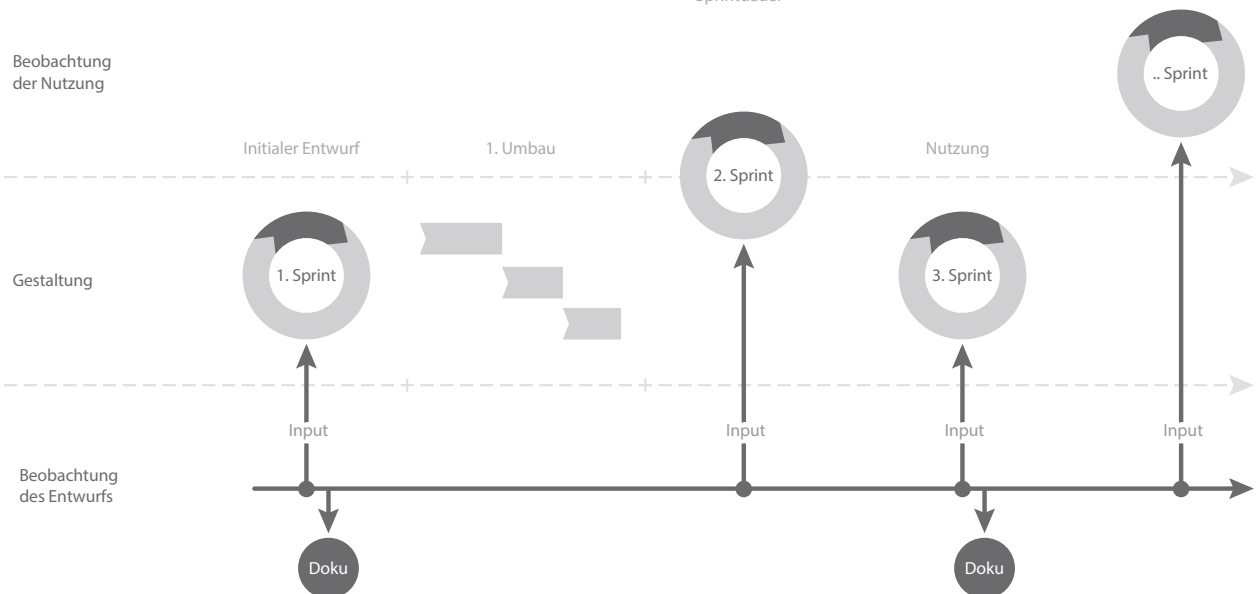 Sprintdauer
Beobachtung
der Nutzung
.. Sprint
Initialer Entwurf
1. Umbau
2. Sprint
Nutzung
Gestaltung
1. Sprint
3. Sprint
Input
Input
Input
Input
Beobachtung
des Entwurfs
Doku
Doku